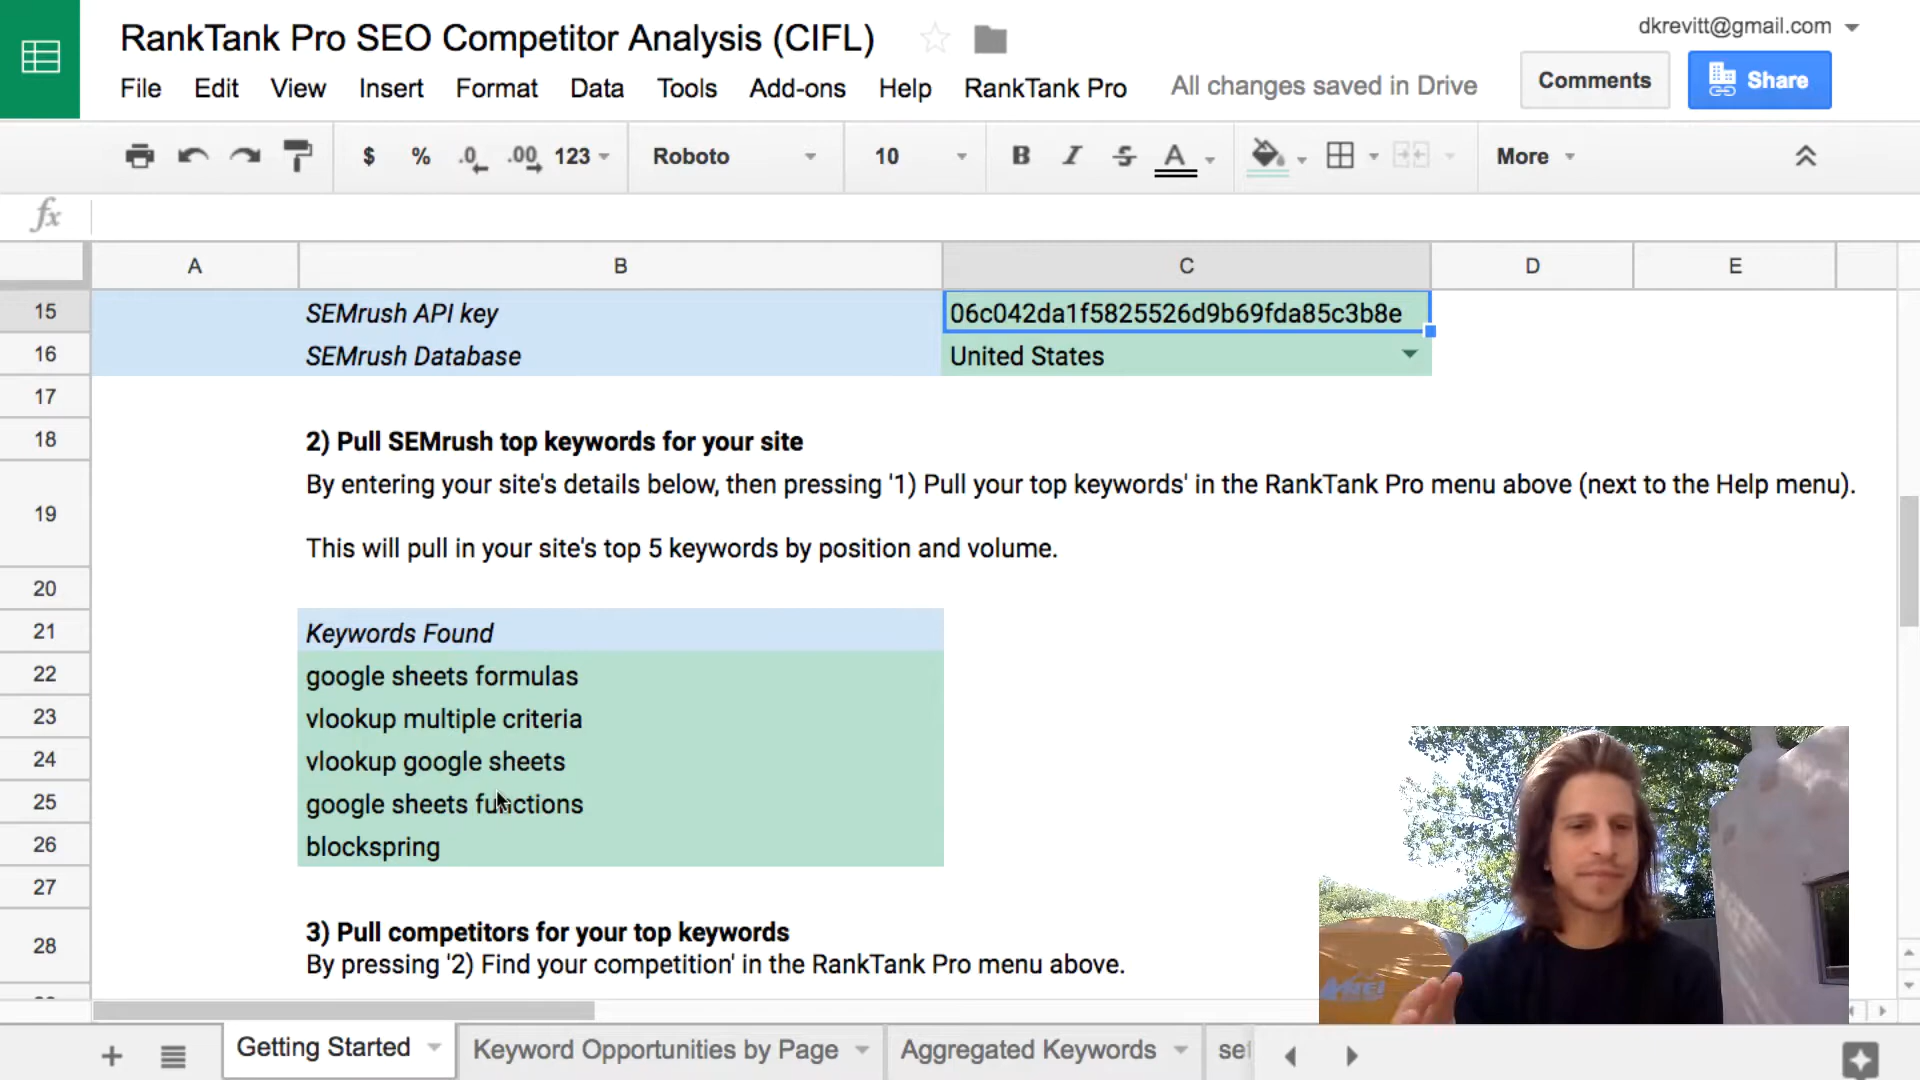 RankTank Pro SEO Competitor Analysis (CIFL)
dkrevitt@gmail.com
File Edit View Insert Format Data Tools Add-ons Help RankTank Pro All changes saved in Drive
Comments
Share
$ % .0 .00 123 Roboto 10 B I S A More
fx
A B C D E
15 SEMrush API key 06c042da1f5825526d9b69fda85c3b8e
16 SEMrush Database United States
17
18 2) Pull SEMrush top keywords for your site
19 By entering your site's details below, then pressing '1) Pull your top keywords' in the RankTank Pro menu above (next to the Help menu).
This will pull in your site's top 5 keywords by position and volume.
20
21 Keywords Found
22 google sheets formulas
23 vlookup multiple criteria
24 vlookup google sheets
25 google sheets functions
26 blockspring
27
28 3) Pull competitors for your top keywords
By pressing '2) Find your competition' in the RankTank Pro menu above.
Getting Started Keyword Opportunities by Page Aggregated Keywords